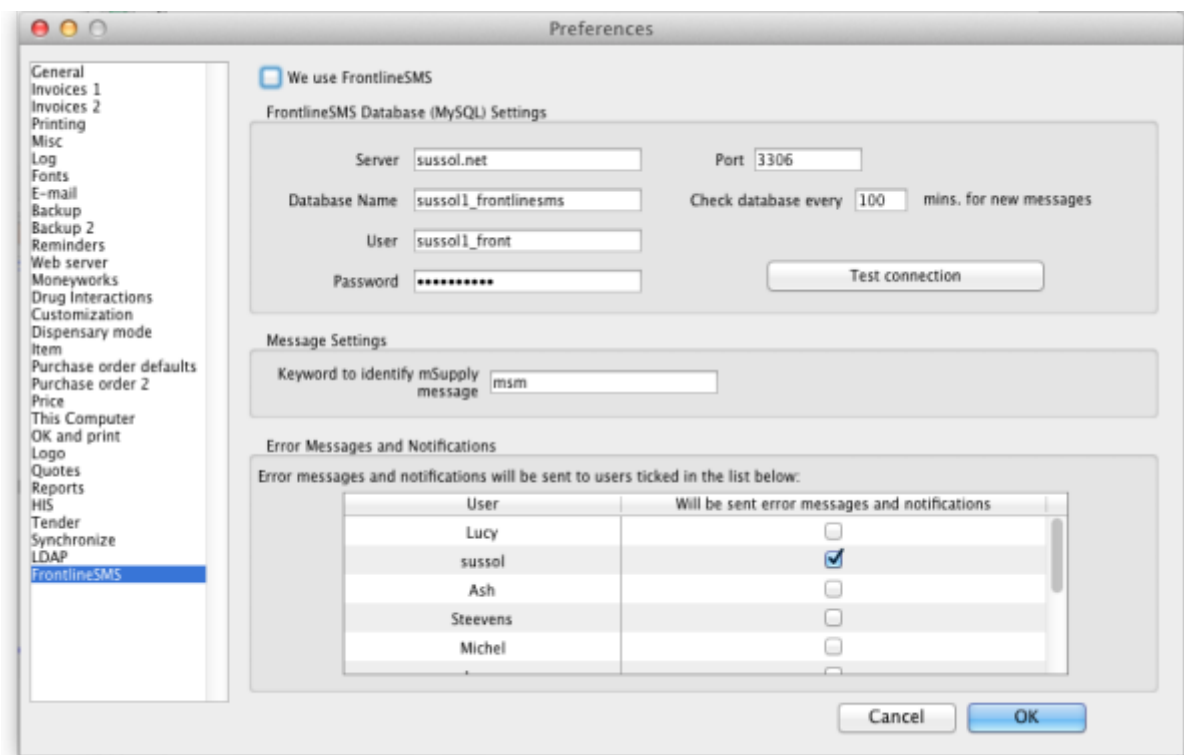 Preferences
General
Invoices 1
Invoices 2
Printing
Misc
Log
Fonts
E-mail
Backup
Backup 2
Reminders
Web server
Moneyworks
Drug Interactions
Customization
Dispensary mode
Item
Purchase order defaults
Purchase order 2
Price
This Computer
OK and print
Logo
Quotes
Reports
HIS
Tender
Synchronize
LDAP
FrontlineSMS
We use FrontlineSMS
FrontlineSMS Database (MySQL) Settings
Server sussol.net Port 3306
Database Name sussol1_frontlinesms Check database every 100 mins. for new messages
User sussol1_front
Password •••••••••• Test connection
Message Settings
Keyword to identify mSupply
message msm
Error Messages and Notifications
Error messages and notifications will be sent to users ticked in the list below:
User Will be sent error messages and notifications
Lucy
sussol
Ash
Steevens
Michel
Cancel OK